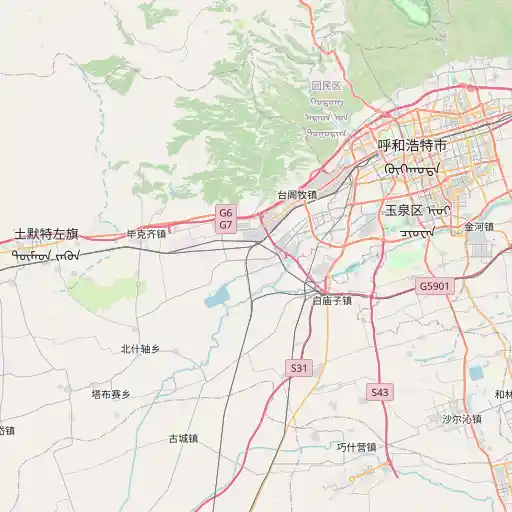 回民区
呼和浩特市
台阁牧镇
玉泉区
G6
G7
土默特左旗
毕克齐镇
金河镇
G5901
白庙子镇
北什轴乡
S31
塔布赛乡
S43
和林
沙尔沁镇
岱镇
古城镇
巧什营镇